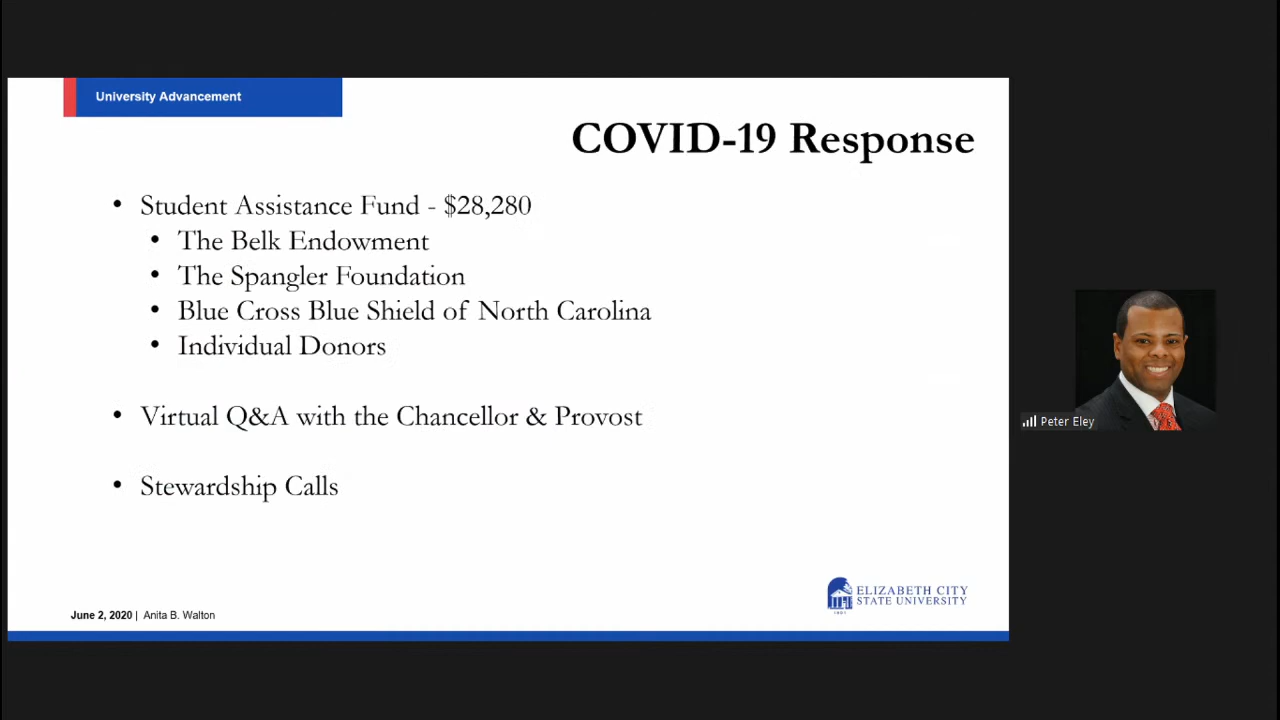 University Advancement
COVID-19 Response
• Student Assistance Fund - $28,280
• The Belk Endowment
• The Spangler Foundation
• Blue Cross Blue Shield of North Carolina
• Individual Donors
• Virtual Q&A with the Chancellor & Provost
• Stewardship Calls
ELIZABETH CITY
STATE UNIVERSITY
1891
June 2, 2020 | Anita B. Walton
Peter Eley